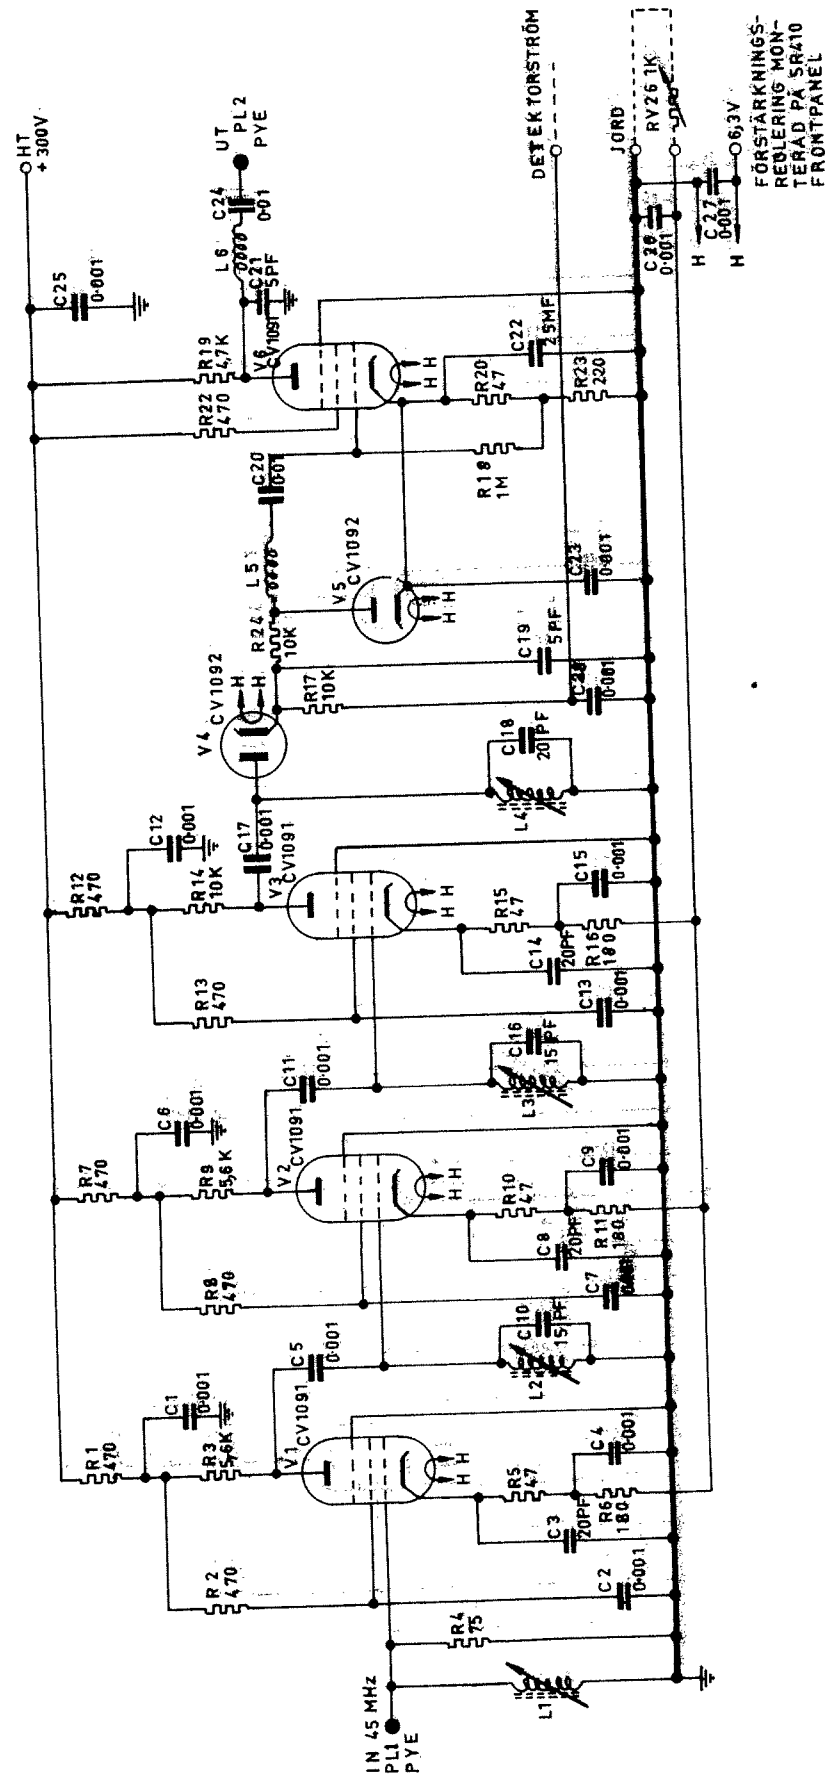 HT
+300V
R1
470
C1
0·001
R3
5,6K
R2
470
V1
CV1091
C5
0·001
IN 45 MHz
PL1
PYE
L1
R4
75
C2
0·001
C3
20PF
H H
R5
47
R6
180
C4
0·001
L2
C10
15 PF
R7
470
C6
0·001
R9
5,6K
R8
470
V2
CV1091
C11
0·001
C7
C8
20PF
H H
R10
47
R11
180
C9
0·001
L3
C16
15 PF
R12
470
C12
0·001
R14
10K
R13
470
V3
CV1091
C17
0·001
C13
0·001
C14
20PF
H H
R15
47
R16
180
C15
0·001
L4
C18
20 PF
V4
CV1092
H
H
R17
10K
R24
10K
L5
C20
0·01
V5
CV1092
H H
C19
5PF
C28
0·001
C23
0·001
R22
470
R19
4,7K
C25
0·001
V6
CV1091
C21
5PF
L6
C24
0·01
UT
PL2
PYE
H H
R18
1M
R20
47
C22
25MF
R23
220
DETEKTORSTRÖM
JORD
RV26 1K
C26
0·001
C27
0·001
H
H
6,3V
FÖRSTÄRKNINGS-
REGLERING MON-
TERAD PÅ SR410
FRONTPANEL